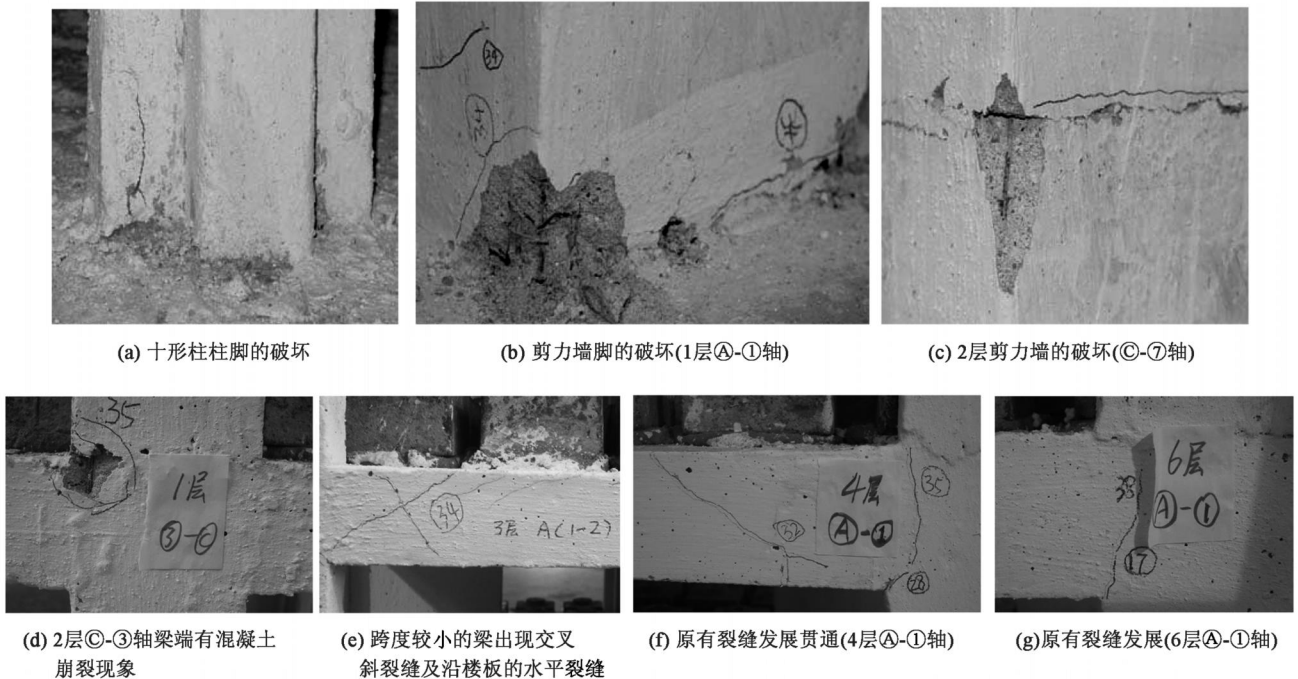 34
34
(a) 十形柱柱脚的破坏
(b) 剪力墙脚的破坏(1层Ⓐ-①轴)
(c) 2层剪力墙的破坏(Ⓒ-⑦轴)
35
1层
③-Ⓒ
34
3层 A(1-2)
32
4层
Ⓐ-①
35
28
33
6层
Ⓐ-①
17
(d) 2层Ⓒ-③轴梁端有混凝土
崩裂现象
(e) 跨度较小的梁出现交叉
斜裂缝及沿楼板的水平裂缝
(f) 原有裂缝发展贯通(4层Ⓐ-①轴)
(g)原有裂缝发展(6层Ⓐ-①轴)